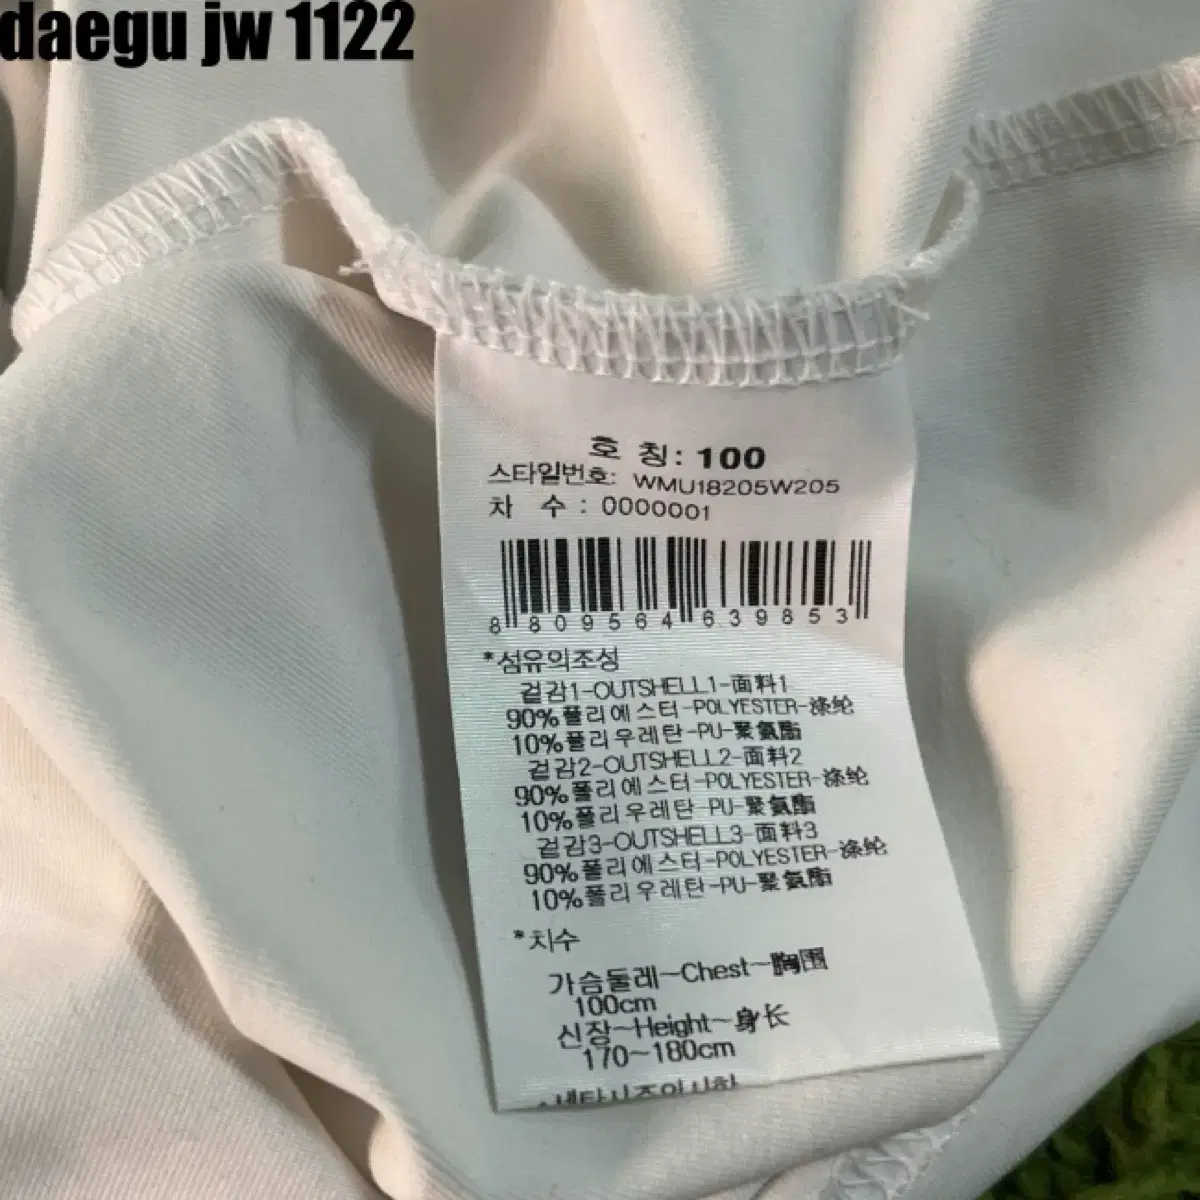 daegu jw 1122
호 칭: 100
스타일번호: WMU18205W205
차 수 : 0000001
8 809564 639853
*섬유의조성
겉감1-OUTSHELL1-面料1
90%폴리에스터-POLYESTER-涤纶
10%폴리우레탄-PU-聚氨酯
겉감2-OUTSHELL2-面料2
90%폴리에스터-POLYESTER-涤纶
10%폴리우레탄-PU-聚氨酯
겉감3-OUTSHELL3-面料3
90%폴리에스터-POLYESTER-涤纶
10%폴리우레탄-PU-聚氨酯
*치수
가슴둘레~Chest~胸围
100cm
신장~Height~身长
170~180cm